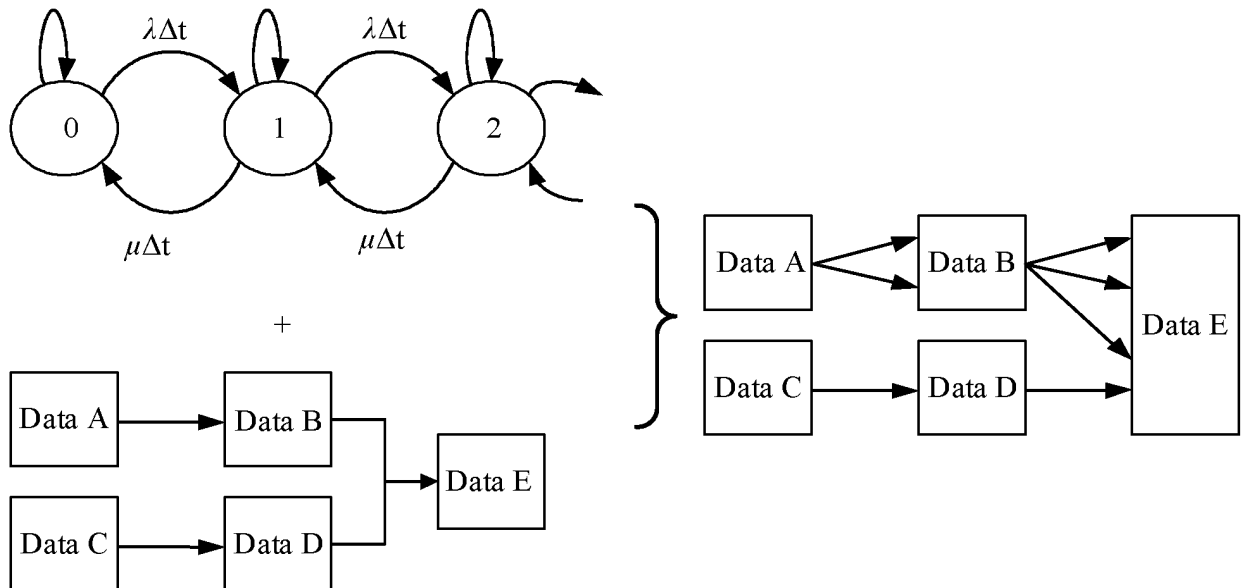 λΔt
λΔt
0
1
2
μΔt
μΔt
+
Data A
Data B
Data E
Data C
Data D
Data A
Data B
Data E
Data C
Data D